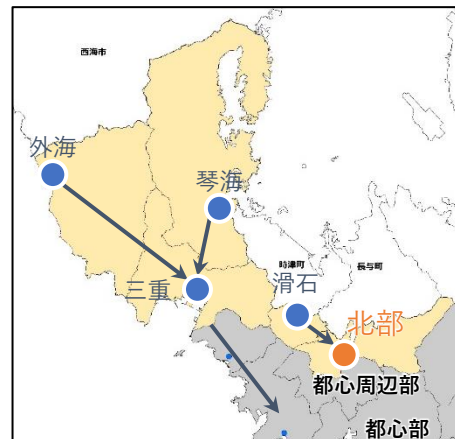 西海市
外海
琴海
時津町
長与町
三重
滑石
北部
都心周辺部
都心部